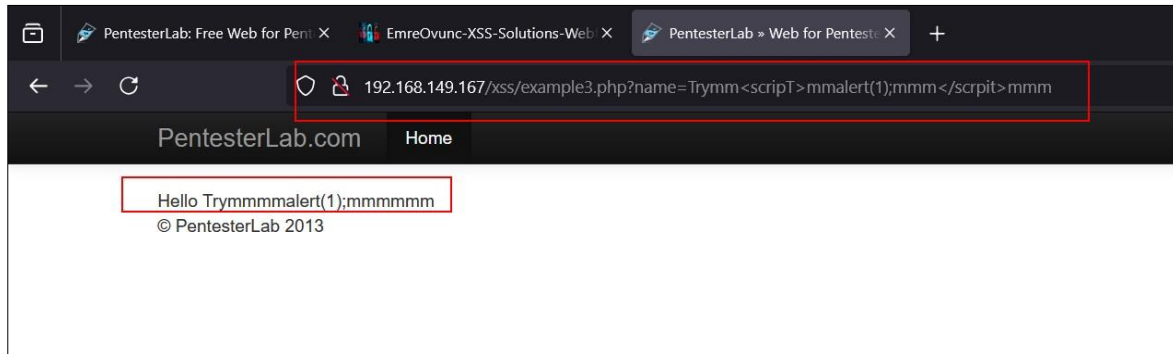 PentesterLab: Free Web for Pent
EmreOvunc-XSS-Solutions-Web
PentesterLab » Web for Penteste
192.168.149.167/xss/example3.php?name=Trymm<scripT>mmalert(1);mmm</scrpit>mmm
PentesterLab.com Home
Hello Trymmmmalert(1);mmmmmm
© PentesterLab 2013